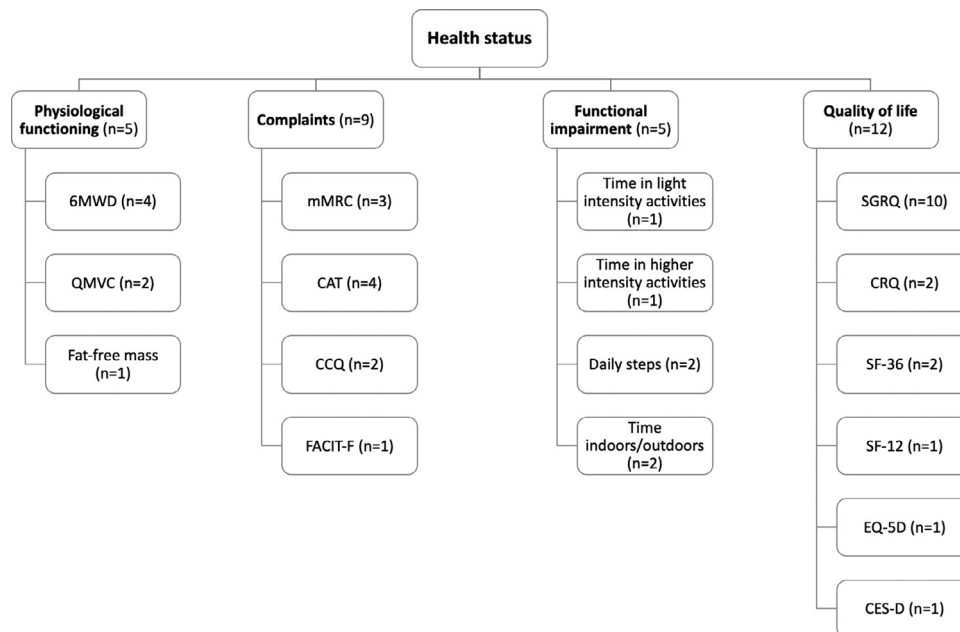 Health status
Physiological
functioning (n=5)
6MWD (n=4)
QMVC (n=2)
Fat-free mass
(n=1)
Complaints (n=9)
mMRC (n=3)
CAT (n=4)
CCQ (n=2)
FACIT-F (n=1)
Functional
impairment (n=5)
Time in light
intensity activities
(n=1)
Time in higher
intensity activities
(n=1)
Daily steps (n=2)
Time
indoors/outdoors
(n=2)
Quality of life
(n=12)
SGRQ (n=10)
CRQ (n=2)
SF-36 (n=2)
SF-12 (n=1)
EQ-5D (n=1)
CES-D (n=1)